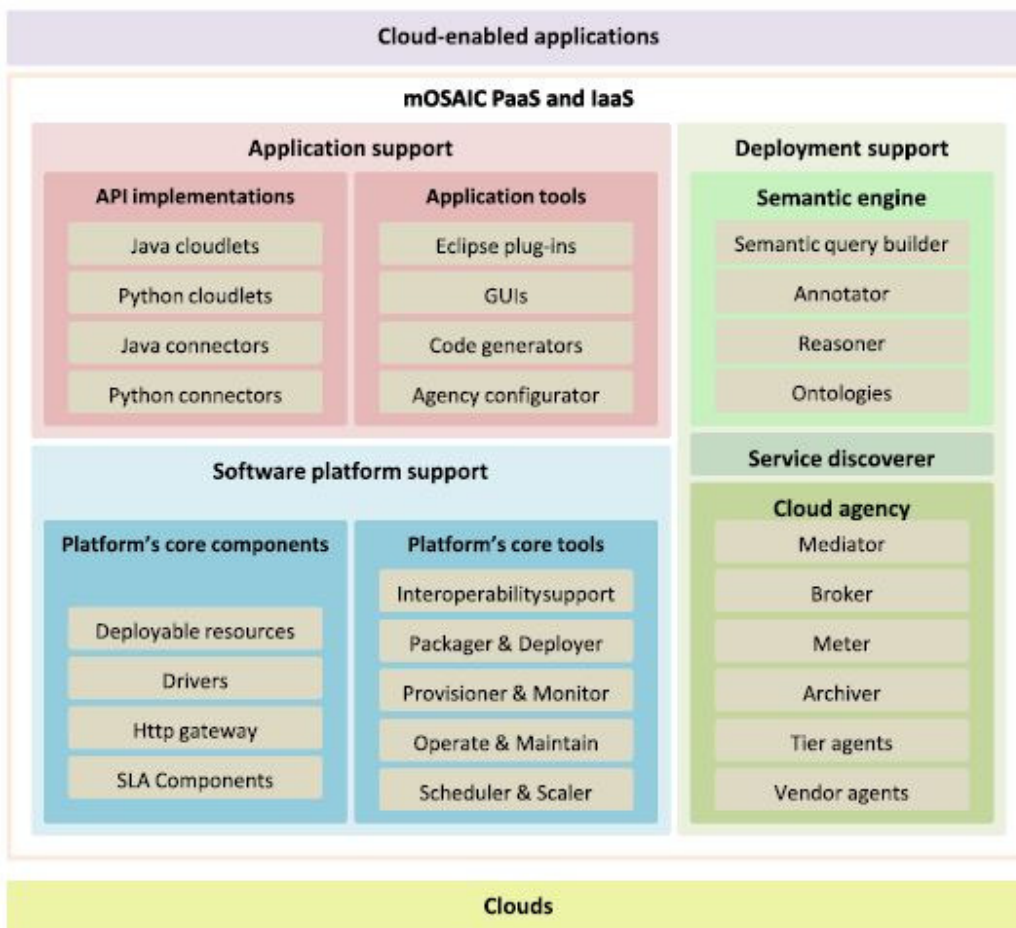 Cloud-enabled applications
mOSAIC PaaS and IaaS
Application support
API implementations
Java cloudlets
Python cloudlets
Java connectors
Python connectors
Application tools
Eclipse plug-ins
GUIs
Code generators
Agency configurator
Software platform support
Platform's core components
Deployable resources
Drivers
Http gateway
SLA Components
Platform's core tools
Interoperability support
Packager & Deployer
Provisioner & Monitor
Operate & Maintain
Scheduler & Scaler
Deployment support
Semantic engine
Semantic query builder
Annotator
Reasoner
Ontologies
Service discoverer
Cloud agency
Mediator
Broker
Meter
Archiver
Tier agents
Vendor agents
Clouds